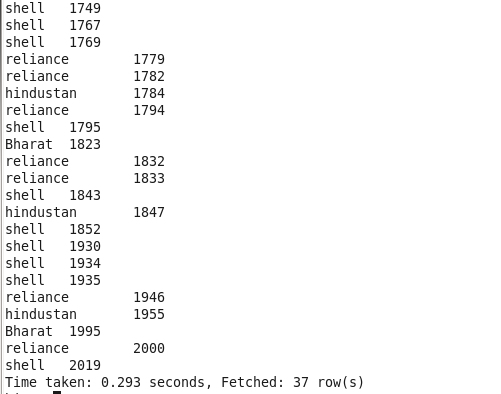 shell 1749
shell 1767
shell 1769
reliance 1779
reliance 1782
hindustan 1784
reliance 1794
shell 1795
Bharat 1823
reliance 1832
reliance 1833
shell 1843
hindustan 1847
shell 1852
shell 1930
shell 1934
shell 1935
reliance 1946
hindustan 1955
Bharat 1995
reliance 2000
shell 2019
Time taken: 0.293 seconds, Fetched: 37 row(s)